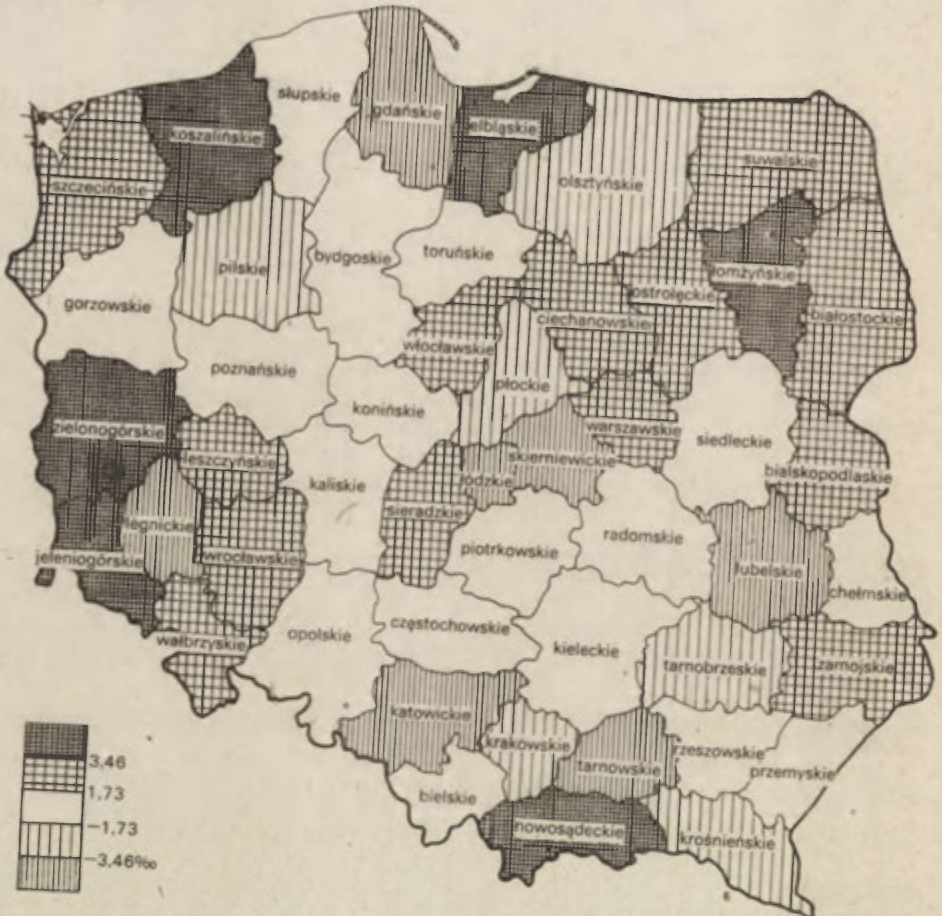 słupskie
gdańskie
koszalińskie
elbląskie
suwalskie
szczecińskie
olsztyńskie
pilskie
bydgoskie
toruńskie
łomżyńskie
ostrołęckie
gorzowskie
ciechanowskie
białostockie
włocławskie
poznańskie
płockie
konińskie
zielonogórskie
warszawskie
siedleckie
leszczyńskie
skierniewickie
bialskopodlaskie
łódzkie
kaliskie
sieradzkie
legnickie
radomskie
piotrkowskie
jeleniogórskie
wrocławskie
lubelskie
chełmskie
wałbrzyskie
opolskie
częstochowskie
kieleckie
tarnobrzeskie
zamojskie
katowickie
krakowskie
rzeszowskie
tarnowskie
przemyskie
bielskie
nowosądeckie
krośnieńskie
3,46
1,73
−1,73
−3,46‰